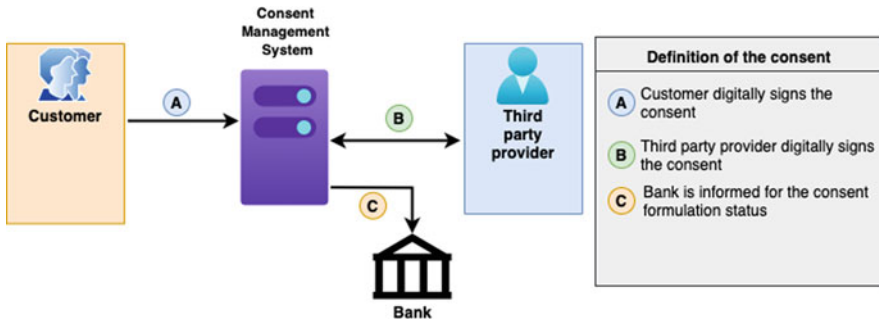 Consent
Management
System
Customer
A
B
C
Third
party
provider
Bank
Definition of the consent
A Customer digitally signs the
consent
B Third party provider digitally signs
the consent
C Bank is informed for the consent
formulation status